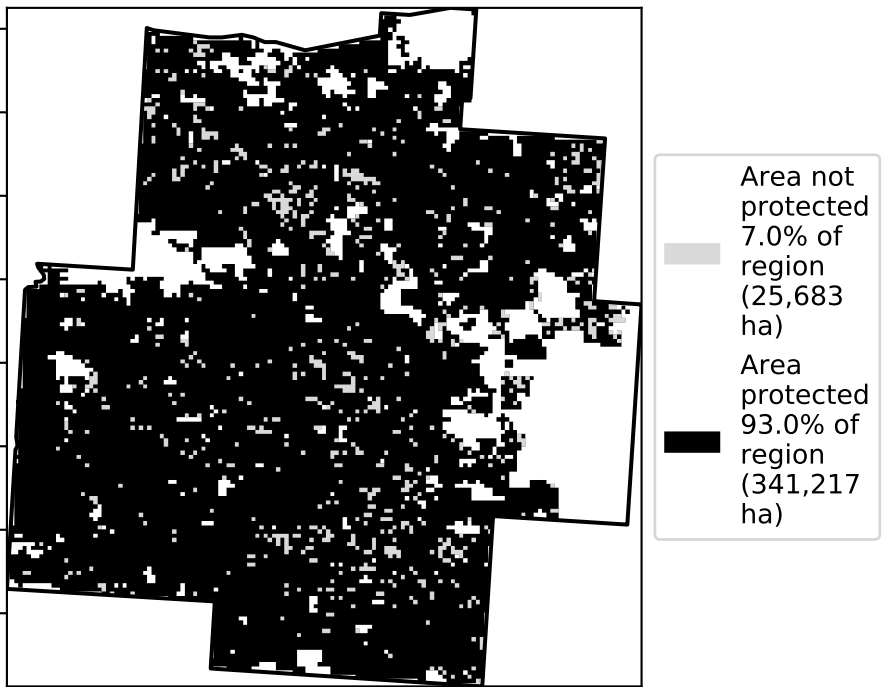 Area not
protected
7.0% of
region
(25,683
ha)
Area
protected
93.0% of
region
(341,217
ha)